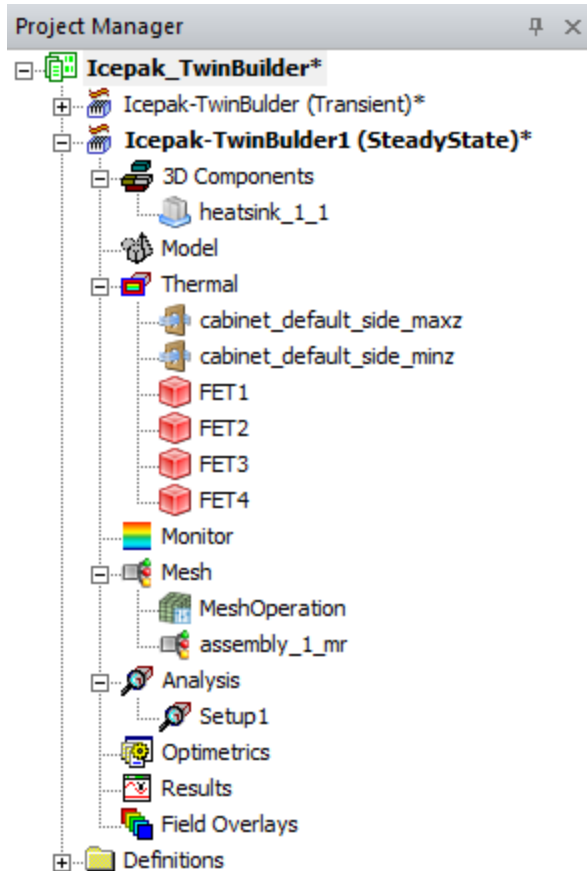 Project Manager
Icepak_TwinBuilder*
Icepak-TwinBulder (Transient)*
Icepak-TwinBulder1 (SteadyState)*
3D Components
heatsink_1_1
Model
Thermal
cabinet_default_side_maxz
cabinet_default_side_minz
FET1
FET2
FET3
FET4
Monitor
Mesh
MeshOperation
assembly_1_mr
Analysis
Setup1
Optimetrics
Results
Field Overlays
Definitions